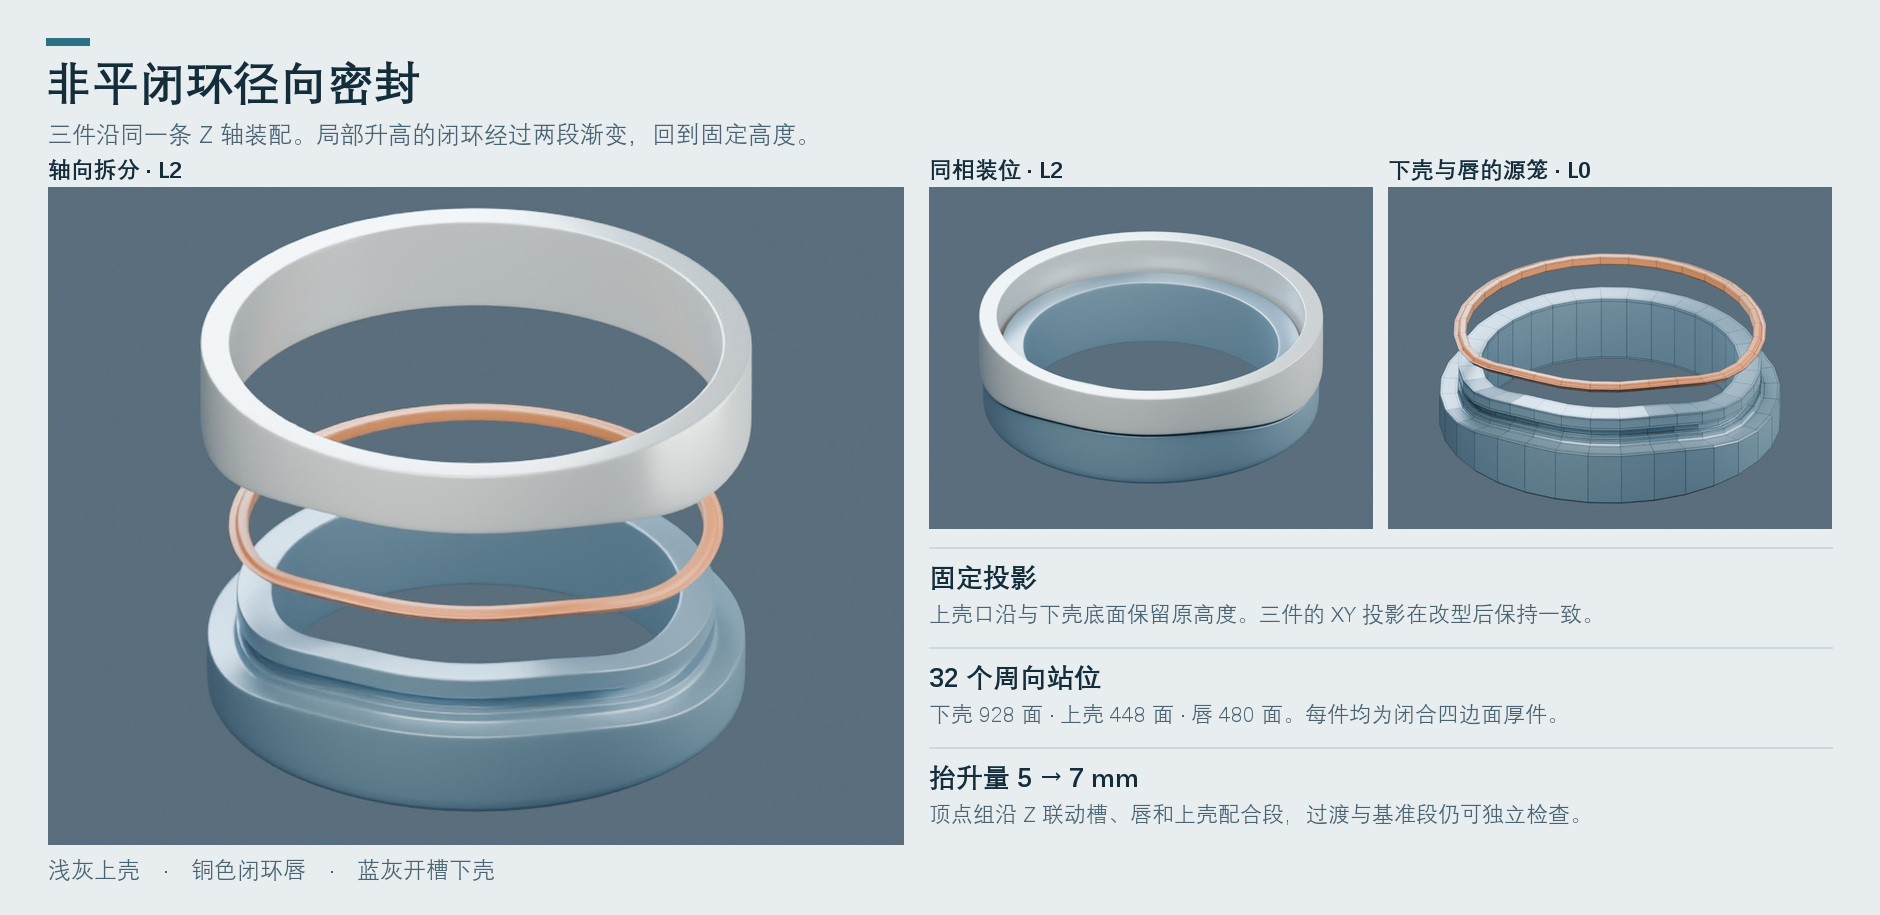 非平闭环径向密封
三件沿同一条 Z 轴装配。局部升高的闭环经过两段渐变，回到固定高度。
轴向拆分 · L2
同相装位 · L2
下壳与唇的源笼 · L0
固定投影
上壳口沿与下壳底面保留原高度。三件的 XY 投影在改型后保持一致。
32 个周向站位
下壳 928 面 · 上壳 448 面 · 唇 480 面。每件均为闭合四边面厚件。
抬升量 5 → 7 mm
顶点组沿 Z 联动槽、唇和上壳配合段，过渡与基准段仍可独立检查。
浅灰上壳 · 铜色闭环唇 · 蓝灰开槽下壳